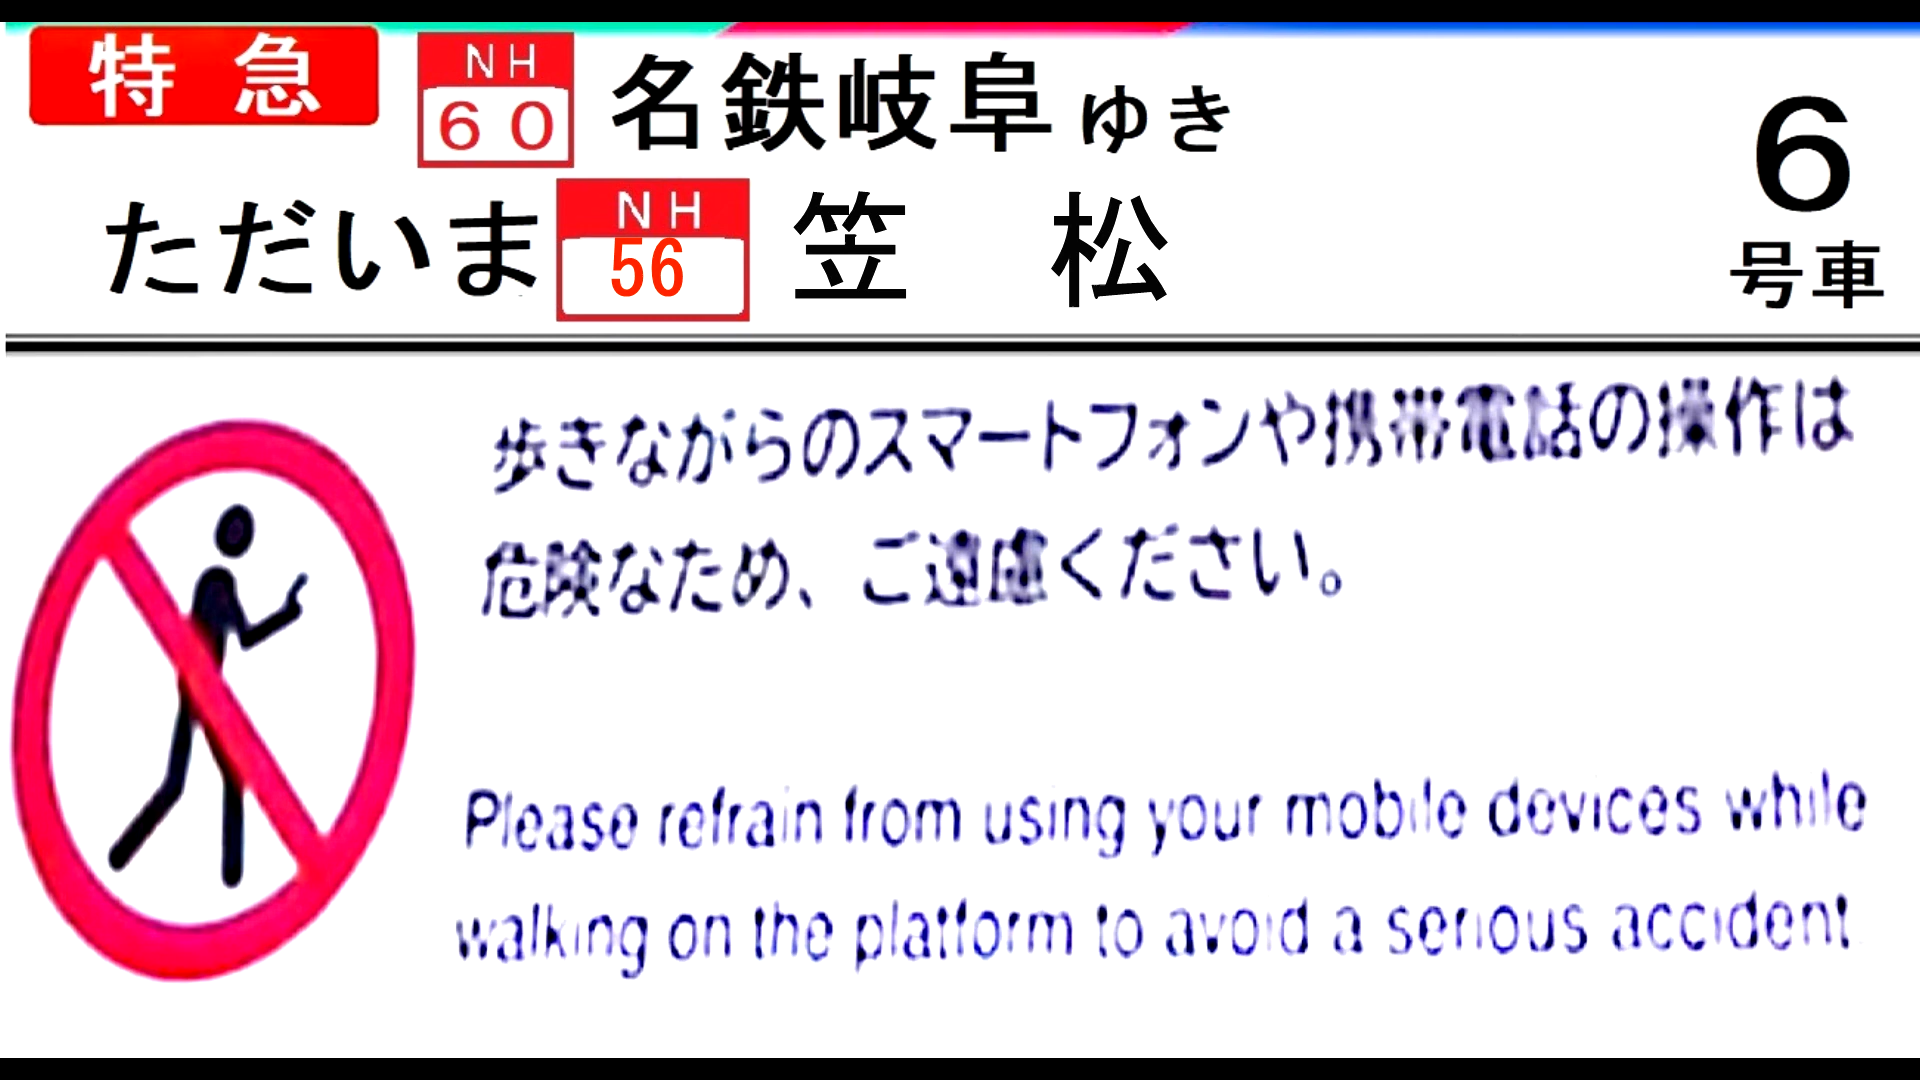 特急 NH 60 名鉄岐阜ゆき 6号車
ただいま NH 56 笠松
歩きながらのスマートフォンや携帯電話の操作は
危険なため、ご遠慮ください。
Please refrain from using your mobile devices while
walking on the platform to avoid a serious accident